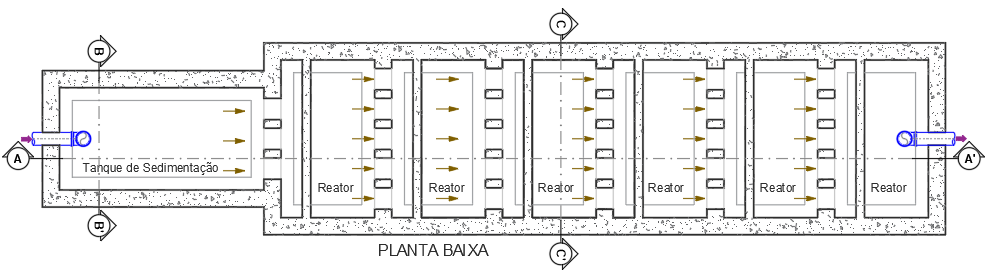 C
B
A
Tanque de Sedimentação
A'
Reator
Reator
Reator
Reator
Reator
Reator
B'
C'
PLANTA BAIXA